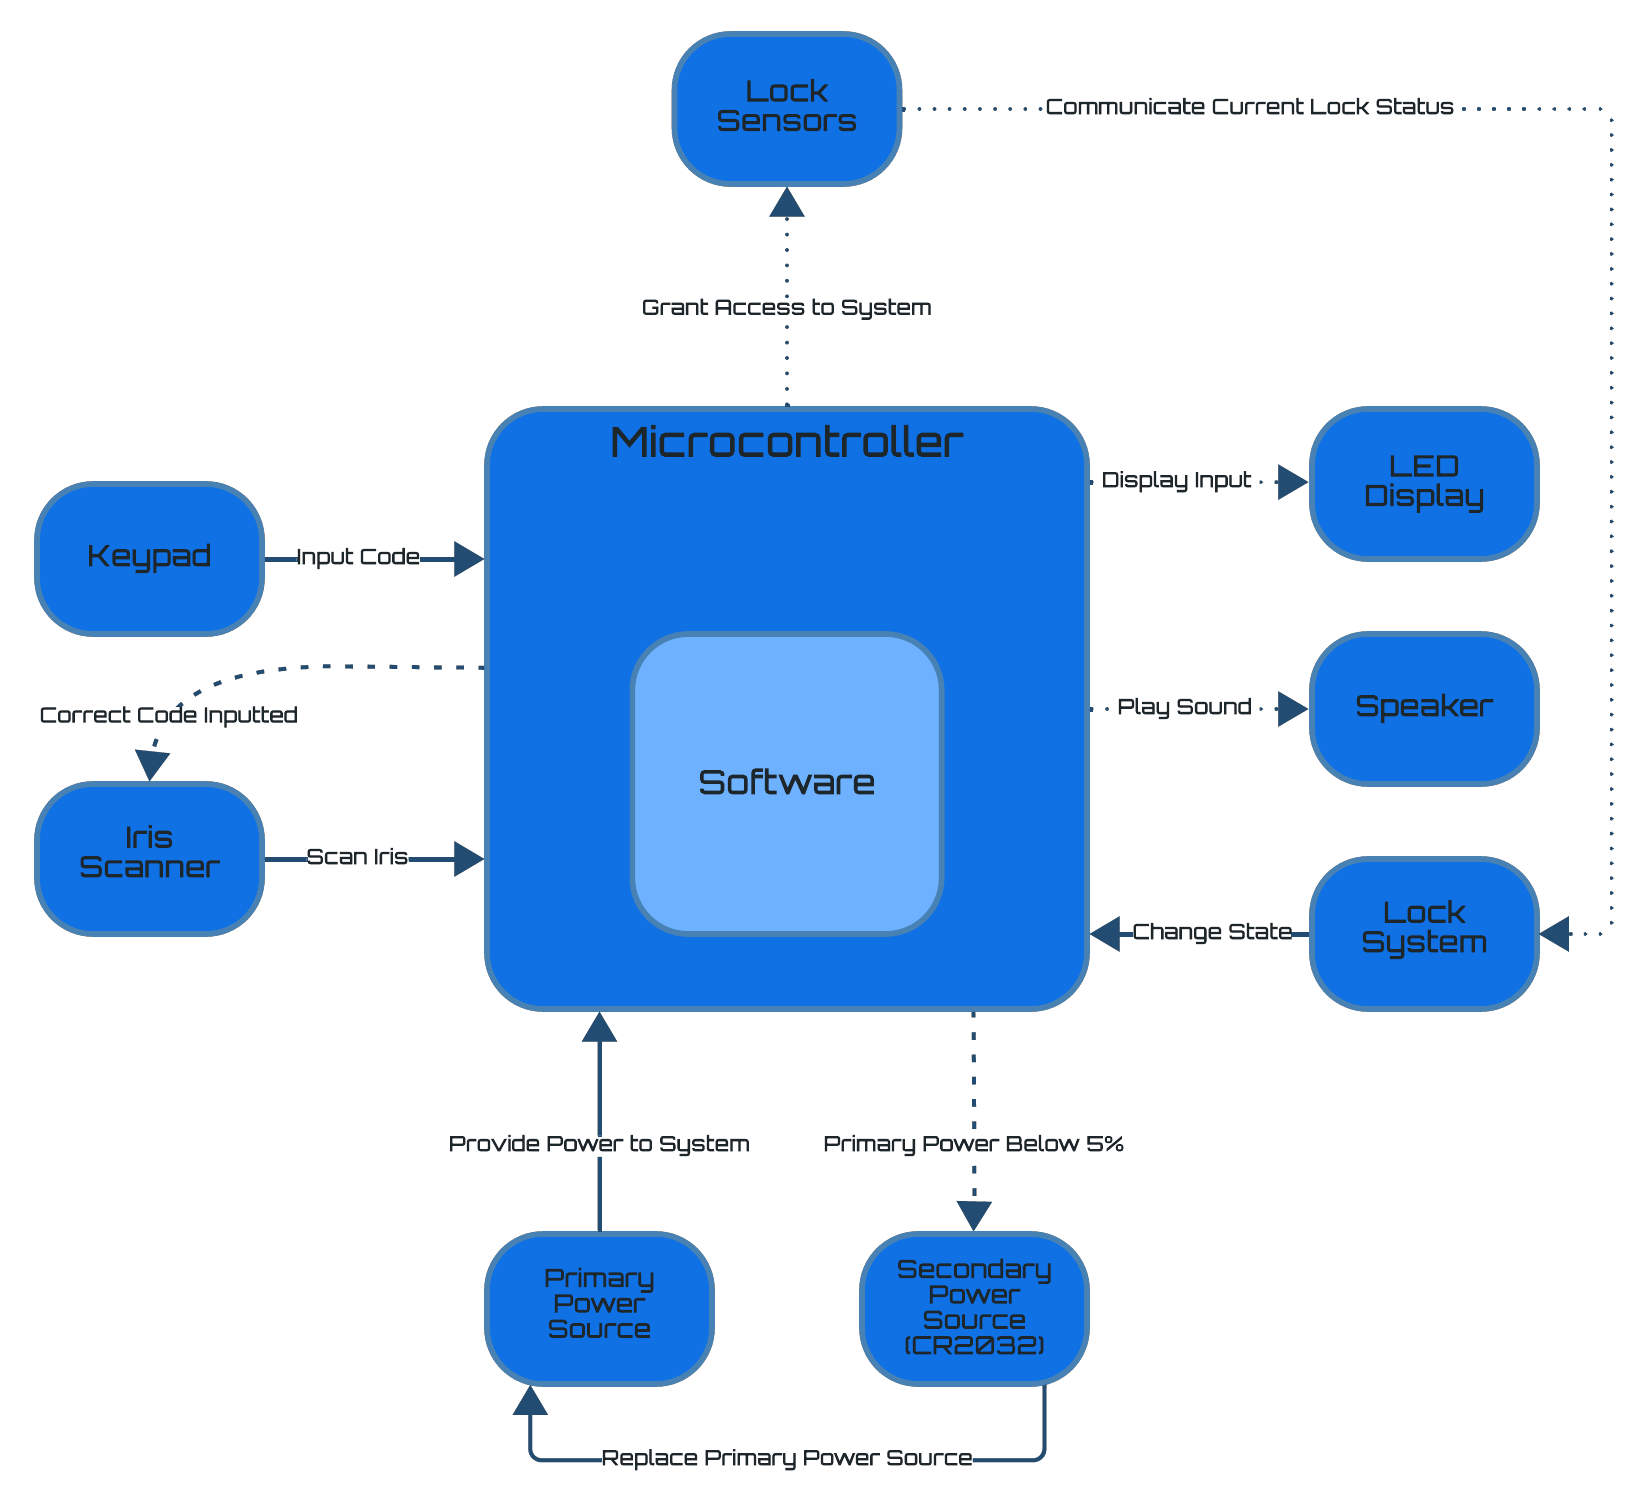 Lock
Sensors
Communicate Current Lock Status
Grant Access to System
Microcontroller
Display Input
LED
Display
Keypad
Input Code
Correct Code Inputted
Play Sound
Speaker
Software
Iris
Scanner
Scan Iris
Change State
Lock
System
Provide Power to System
Primary Power Below 5%
Primary
Power
Source
Secondary
Power
Source
(CR2032)
Replace Primary Power Source